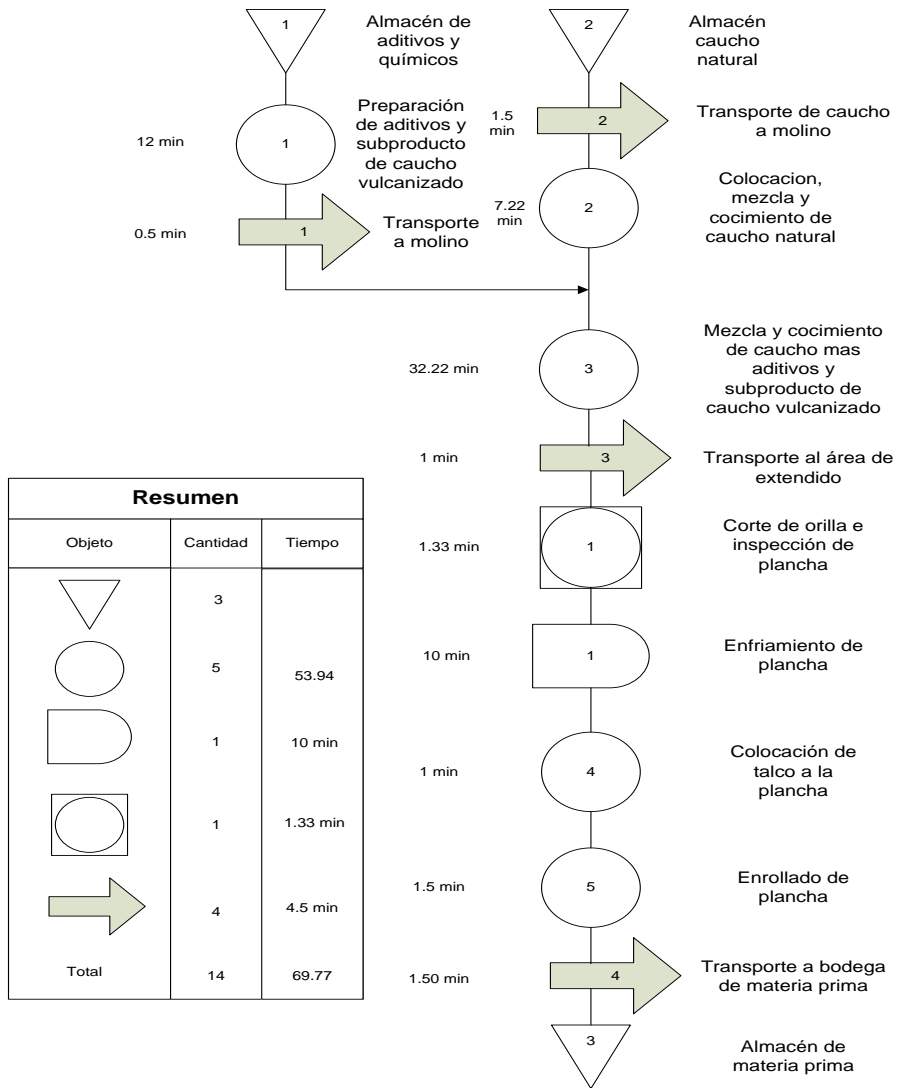 1
Almacén de
aditivos y
químicos
2
Almacén
caucho
natural
12 min
1
Preparación
de aditivos y
subproducto
de caucho
vulcanizado
1.5
min
2
Transporte de caucho
a molino
0.5 min
1
Transporte
a molino
7.22
min
2
Colocacion,
mezcla y
cocimiento de
caucho natural
32.22 min
3
Mezcla y cocimiento
de caucho mas
aditivos y
subproducto de
caucho vulcanizado
1 min
3
Transporte al área de
extendido
1.33 min
1
Corte de orilla e
inspección de
plancha
10 min
1
Enfriamiento de
plancha
1 min
4
Colocación de
talco a la
plancha
1.5 min
5
Enrollado de
plancha
1.50 min
4
Transporte a bodega
de materia prima
3
Almacén de
materia prima
Resumen
Objeto Cantidad Tiempo
3
5 53.94
1 10 min
1 1.33 min
4 4.5 min
Total 14 69.77